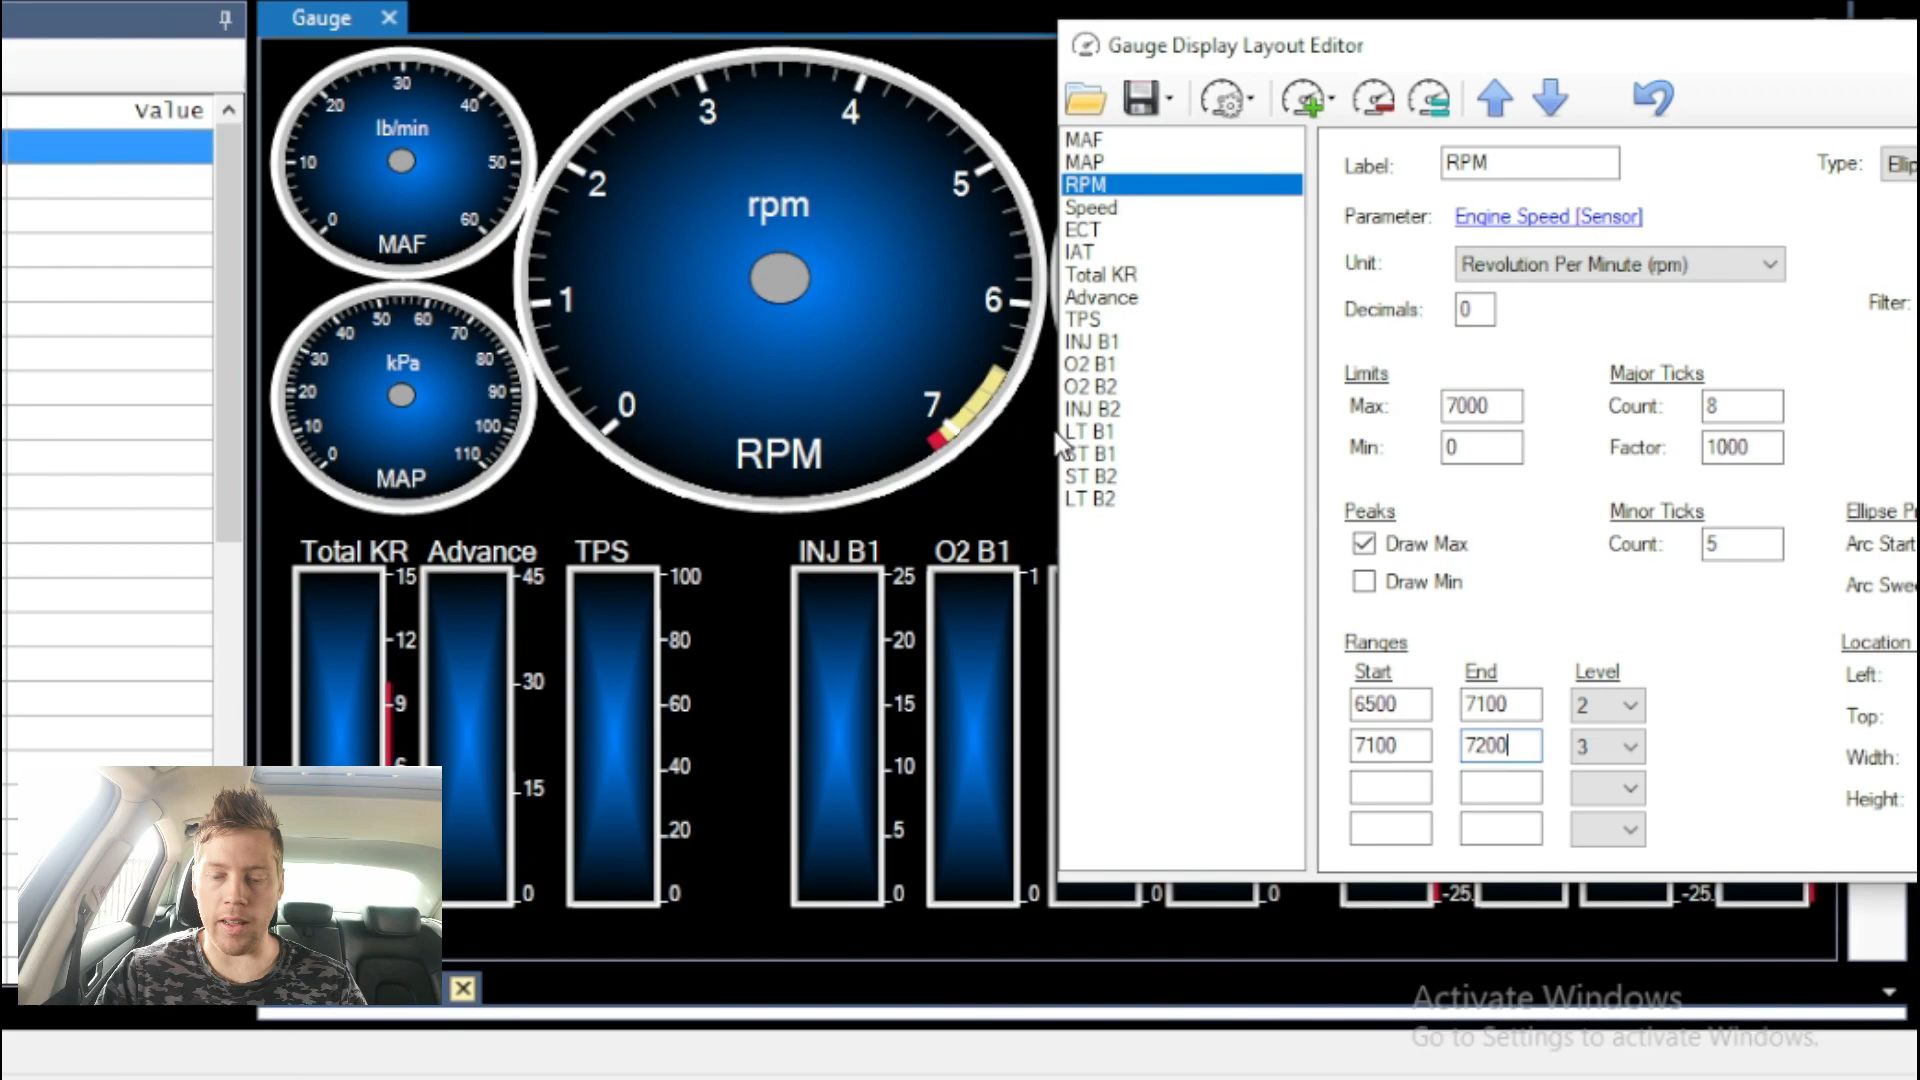 Gauge
Value
30
20
40
lb/min
10
50
0
60
MAF
50
60
40
70
30
kPa
80
20
90
10
100
0
110
MAP
3
4
2
5
rpm
1
6
0
7
RPM
Total KR
Advance
TPS
INJ B1
O2 B1
15
12
9
45
30
15
0
100
80
60
40
20
0
25
20
15
10
5
0
1
0
0
0
-25
-25
Gauge Display Layout Editor
MAF
MAP
RPM
Speed
ECT
IAT
Total KR
Advance
TPS
INJ B1
O2 B1
O2 B2
INJ B2
LT B1
ST B1
ST B2
LT B2
Label: RPM
Type:
Parameter: Engine Speed [Sensor]
Unit: Revolution Per Minute (rpm)
Decimals: 0
Filter:
Limits
Major Ticks
Max: 7000
Count: 8
Min: 0
Factor: 1000
Peaks
Minor Ticks
Ellipse
Draw Max
Count: 5
Arc Start
Draw Min
Arc
Ranges
Location
Start End Level
Left:
6500 7100 2
Top:
7100 7200 3
Width:
Height:
Activate Windows
Go to Settings to activate Windows.